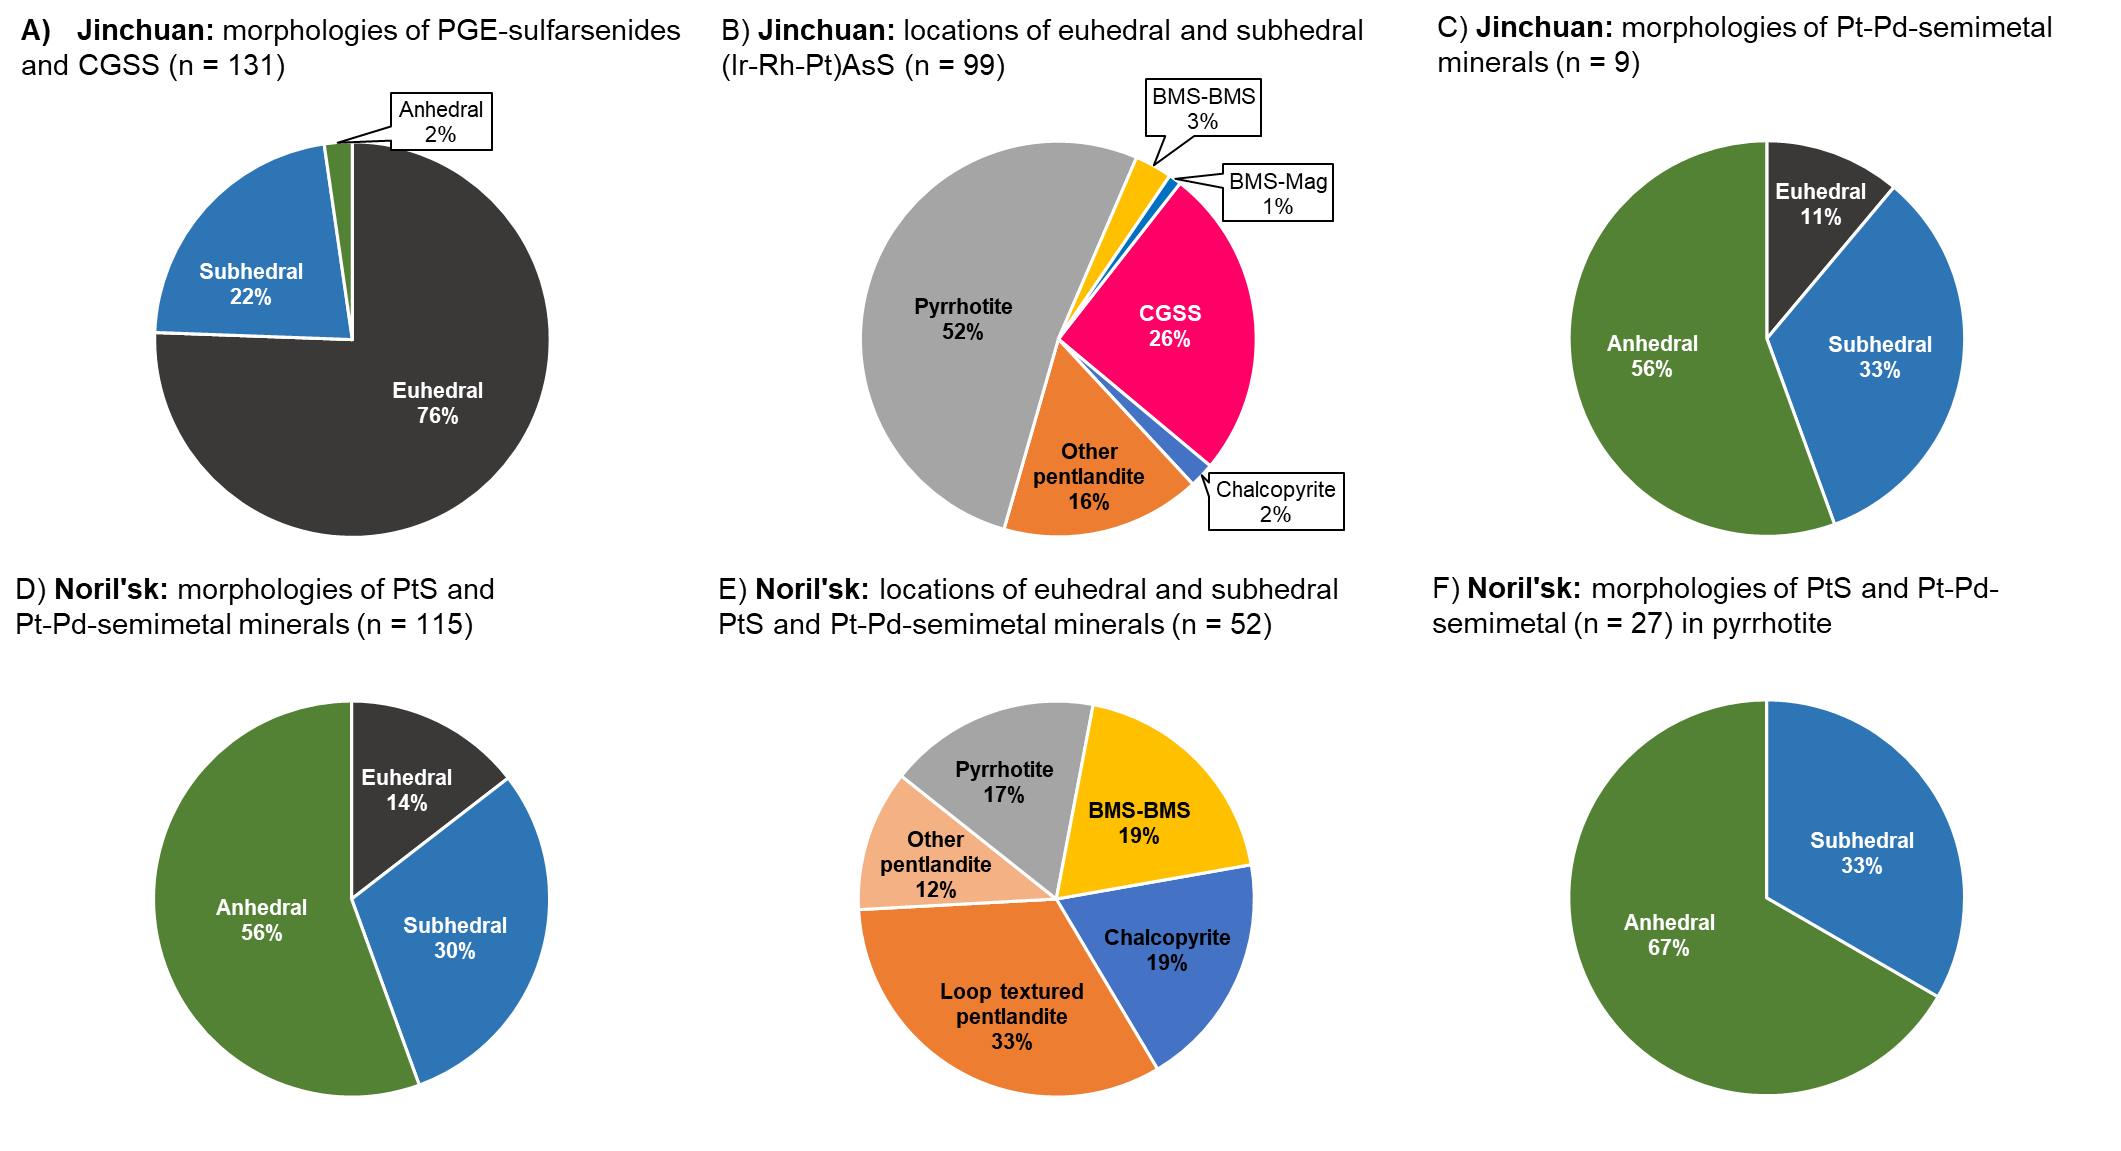 A) Jinchuan: morphologies of PGE-sulfarsenides
and CGSS (n = 131)
Anhedral
2%
Subhedral
22%
Euhedral
76%
B) Jinchuan: locations of euhedral and subhedral
(Ir-Rh-Pt)AsS (n = 99)
BMS-BMS
3%
BMS-Mag
1%
Pyrrhotite
52%
CGSS
26%
Other
pentlandite
16%
Chalcopyrite
2%
C) Jinchuan: morphologies of Pt-Pd-semimetal
minerals (n = 9)
Euhedral
11%
Anhedral
56%
Subhedral
33%
D) Noril'sk: morphologies of PtS and
Pt-Pd-semimetal minerals (n = 115)
Euhedral
14%
Anhedral
56%
Subhedral
30%
E) Noril'sk: locations of euhedral and subhedral
PtS and Pt-Pd-semimetal minerals (n = 52)
Pyrrhotite
17%
BMS-BMS
19%
Other
pentlandite
12%
Chalcopyrite
19%
Loop textured
pentlandite
33%
F) Noril'sk: morphologies of PtS and Pt-Pd-
semimetal (n = 27) in pyrrhotite
Subhedral
33%
Anhedral
67%